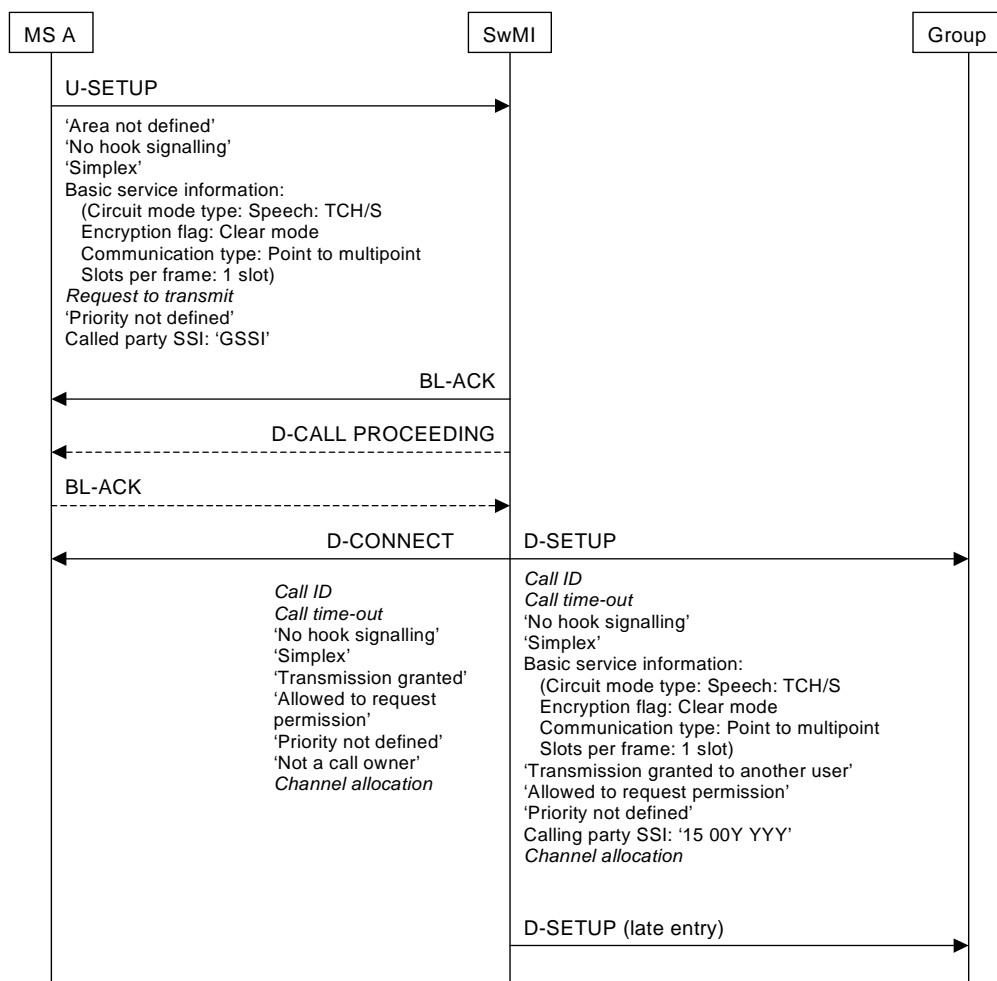 MS A
SwMI
Group
U-SETUP
‘Area not defined’
‘No hook signalling’
‘Simplex’
Basic service information:
(Circuit mode type: Speech: TCH/S
Encryption flag: Clear mode
Communication type: Point to multipoint
Slots per frame: 1 slot)
Request to transmit
‘Priority not defined’
Called party SSI: ‘GSSI’
BL-ACK
D-CALL PROCEEDING
BL-ACK
D-CONNECT
Call ID
Call time-out
‘No hook signalling’
‘Simplex’
‘Transmission granted’
‘Allowed to request
permission’
‘Priority not defined’
‘Not a call owner’
Channel allocation
D-SETUP
Call ID
Call time-out
‘No hook signalling’
‘Simplex’
Basic service information:
(Circuit mode type: Speech: TCH/S
Encryption flag: Clear mode
Communication type: Point to multipoint
Slots per frame: 1 slot)
‘Transmission granted to another user’
‘Allowed to request permission’
‘Priority not defined’
Calling party SSI: ‘15 00Y YYY’
Channel allocation
D-SETUP (late entry)